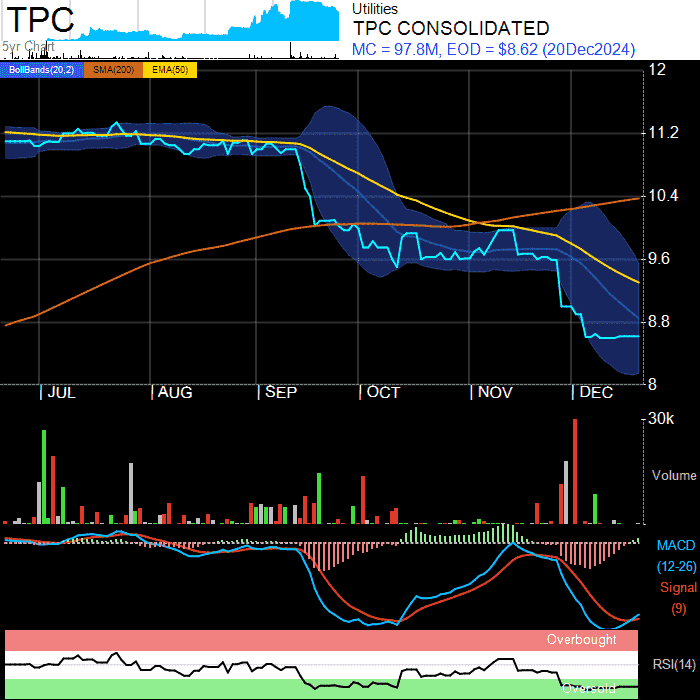 TPC
5yr Chart
Utilities
TPC CONSOLIDATED
MC = 97.8M, EOD = $8.62 (20Dec2024)
BollBands(20,2) SMA(200) EMA(50)
12
11.2
10.4
9.6
8.8
8
JUL AUG SEP OCT NOV DEC
30k
Volume
MACD
(12-26)
Signal
(9)
Overbought
RSI(14)
Oversold